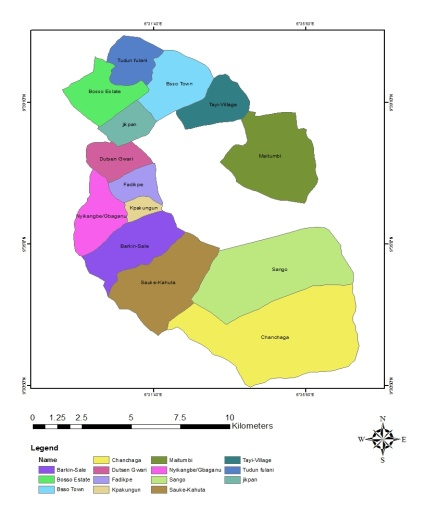 Tudun fulani
Bosso Town
Bosso Estate
Tayi-Village
jikpan
Maitumbi
Dutsen Gwari
Fadikpe
Kpakungun
Nyikangbe/Gbaganu
Barkin-Sale
Sango
Sauke-Kahuta
Chanchaga
0 1.25 2.5 5 7.5 10
Kilometers
N
W E
S
Legend
Name
Barkin-Sale
Bosso Estate
Bosso Town
Chanchaga
Dutsen Gwari
Fadikpe
Kpakungun
Maitumbi
Nyikangbe/Gbaganu
Sango
Sauke-Kahuta
Tayi-Village
Tudun fulani
jikpan